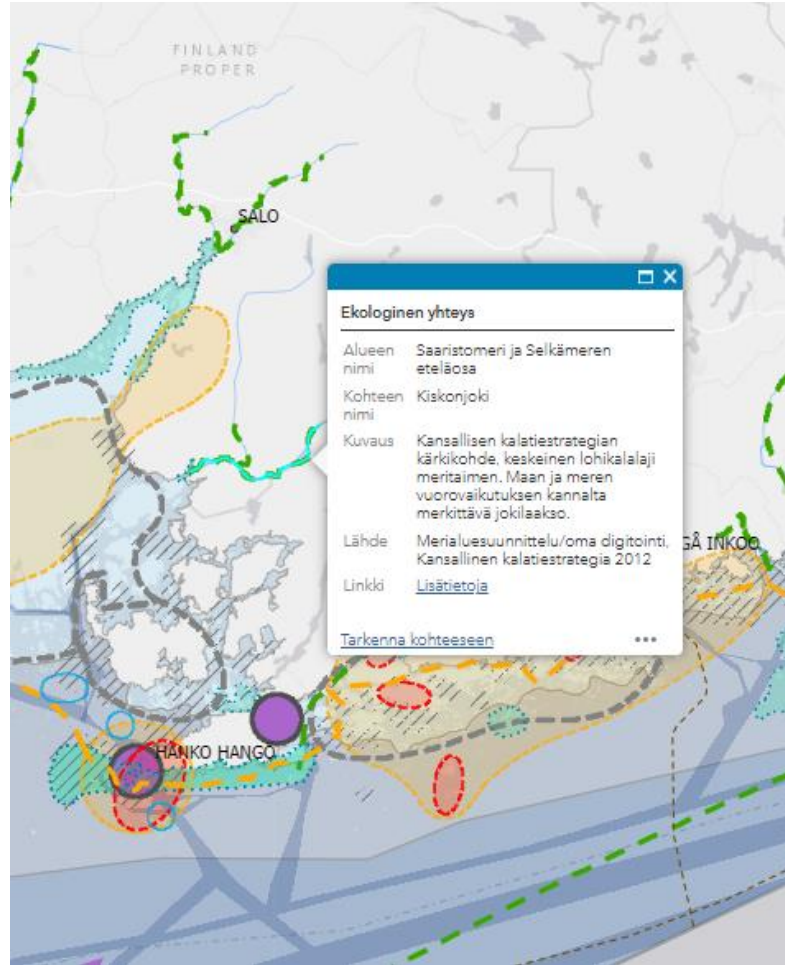 FINLAND
PROPER
SALO
Ekologinen yhteys
Alueen nimi Saaristomeri ja Selkämeren
eteläosa
Kohteen nimi Kiskonjoki
Kuvaus Kansallisen kalatiestrategian
kärkikohde, keskeinen lohikalalaji
meritaimen. Maan ja meren
vuorovaikutuksen kannalta
merkittävä jokilaakso.
Lähde Merialuesuunnittelu/oma digitointi,
Kansallinen kalatiestrategia 2012
Linkki Lisätietoja
Tarkenna kohteeseen
GÅ INKOO
HANKO HANGÖ